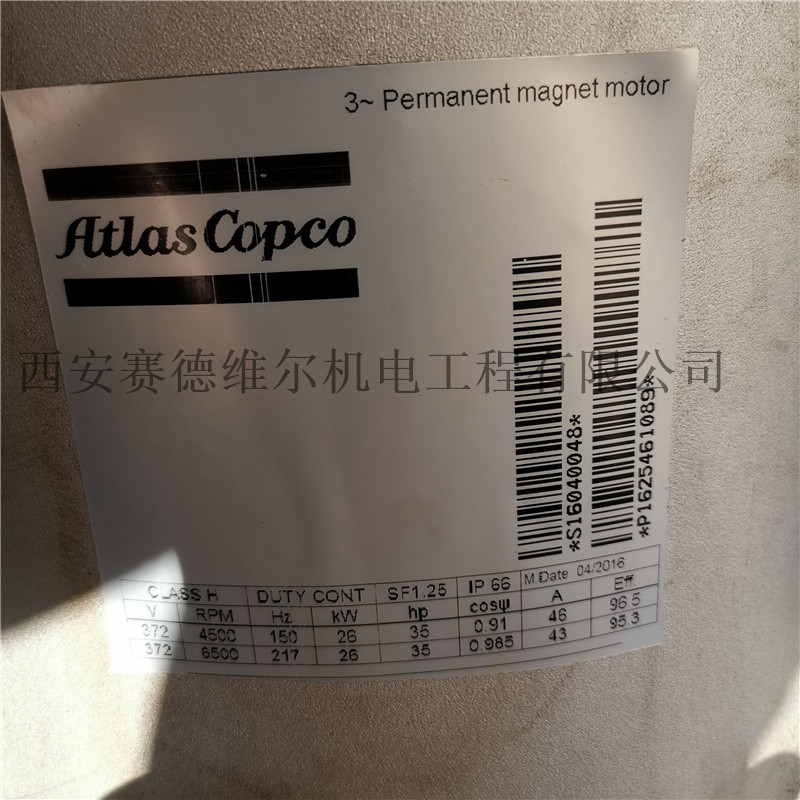 3~ Permanent magnet motor
Atlas Copco
西安赛德维尔机电工程有限公司
*S16040048*
*P1625461089*
CLASS H DUTY CONT SF1.25 IP 66 M.Date 04/2016
V RPM Hz kW hp cosψ A Eff.
372 4500 150 26 35 0.91 46 96.5
372 6500 217 26 35 0.985 43 95.3